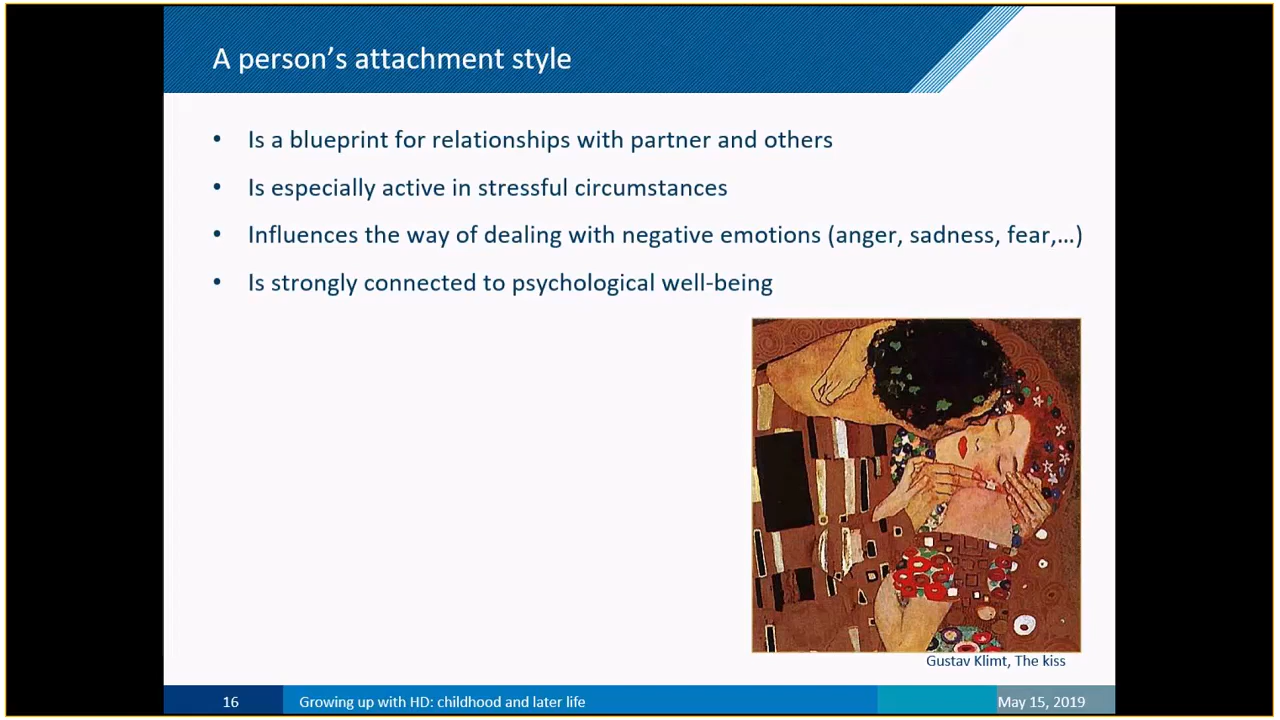 A person’s attachment style
• Is a blueprint for relationships with partner and others
• Is especially active in stressful circumstances
• Influences the way of dealing with negative emotions (anger, sadness, fear,...)
• Is strongly connected to psychological well-being
Gustav Klimt, The kiss
16
Growing up with HD: childhood and later life
May 15, 2019